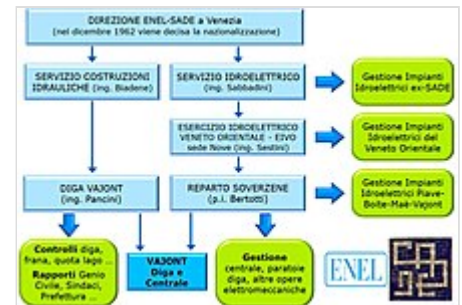 DIREZIONE ENEL-SADE a Venezia
(nel dicembre 1962 viene decisa la nazionalizzazione)
SERVIZIO COSTRUZIONI
IDRAULICHE (ing. Biadene)
SERVIZIO IDROELETTRICO
(ing. Sabbadini)
Gestione Impianti
Idroelettrici ex-SADE
ESERCIZIO IDROELETTRICO
VENETO ORIENTALE - EIVO
sede Nove (ing. Sestini)
Gestione Impianti
Idroelettrici del
Veneto Orientale
DIGA VAJONT
(ing. Pancini)
REPARTO SOVERZENE
(p.i. Bertotti)
Gestione Impianti
Idroelettrici Piave-
Boite-Maè-Vajont
Controlli diga,
frana, quota lago ...
Rapporti Genio
Civile, Sindaci,
Prefettura ...
VAJONT
Diga e
Centrale
Gestione
centrale, paratoie
diga, altre opere
elettromeccaniche
ENEL